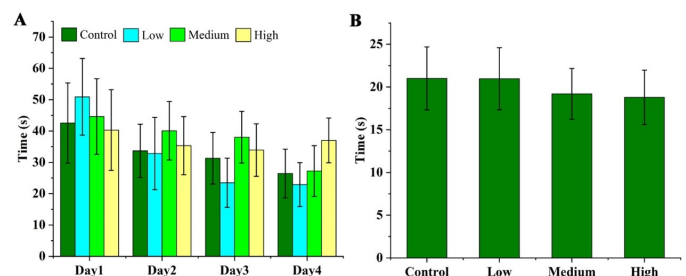 A
Control Low Medium High
Time (s)
70
60
50
40
30
20
10
0
Day1 Day2 Day3 Day4
B
Time (s)
25
20
15
10
5
0
Control Low Medium High